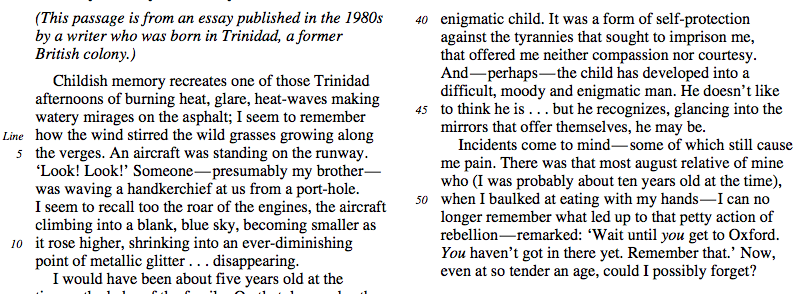 (This passage is from an essay published in the 1980s
by a writer who was born in Trinidad, a former
British colony.)
Childish memory recreates one of those Trinidad
afternoons of burning heat, glare, heat-waves making
watery mirages on the asphalt; I seem to remember
Line how the wind stirred the wild grasses growing along
5 the verges. An aircraft was standing on the runway.
‘Look! Look!’ Someone—presumably my brother—
was waving a handkerchief at us from a port-hole.
I seem to recall too the roar of the engines, the aircraft
climbing into a blank, blue sky, becoming smaller as
10 it rose higher, shrinking into an ever-diminishing
point of metallic glitter . . . disappearing.
I would have been about five years old at the
40 enigmatic child. It was a form of self-protection
against the tyrannies that sought to imprison me,
that offered me neither compassion nor courtesy.
And—perhaps—the child has developed into a
difficult, moody and enigmatic man. He doesn’t like
45 to think he is . . . but he recognizes, glancing into the
mirrors that offer themselves, he may be.
Incidents come to mind—some of which still cause
me pain. There was that most august relative of mine
who (I was probably about ten years old at the time),
50 when I baulked at eating with my hands—I can no
longer remember what led up to that petty action of
rebellion—remarked: ‘Wait until you get to Oxford.
You haven’t got in there yet. Remember that.’ Now,
even at so tender an age, could I possibly forget?